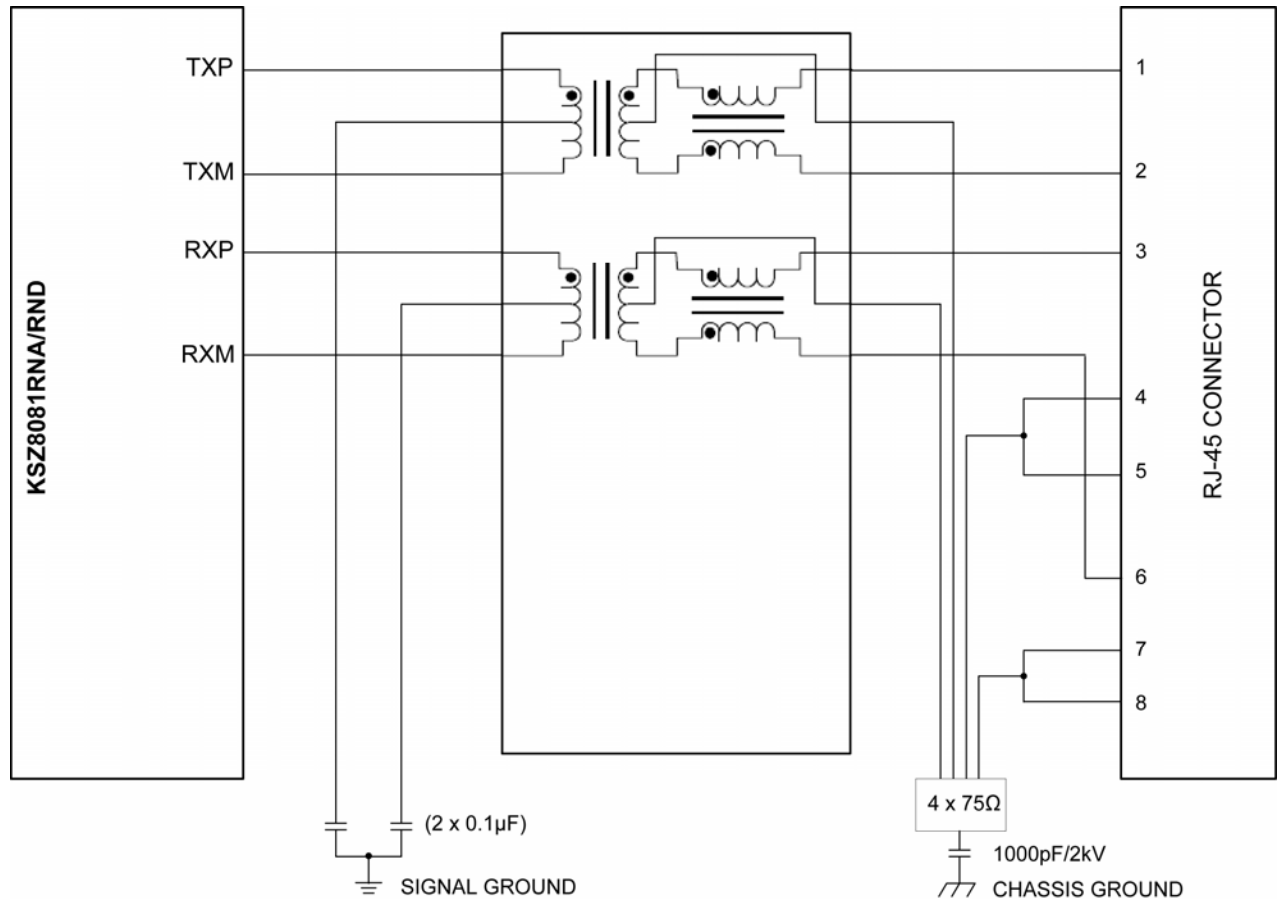 KSZ8081RNA/RND
TXP
TXM
RXP
RXM
1
2
3
4
5
6
7
8
RJ-45 CONNECTOR
(2 x 0.1µF)
SIGNAL GROUND
4 x 75Ω
1000pF/2kV
CHASSIS GROUND